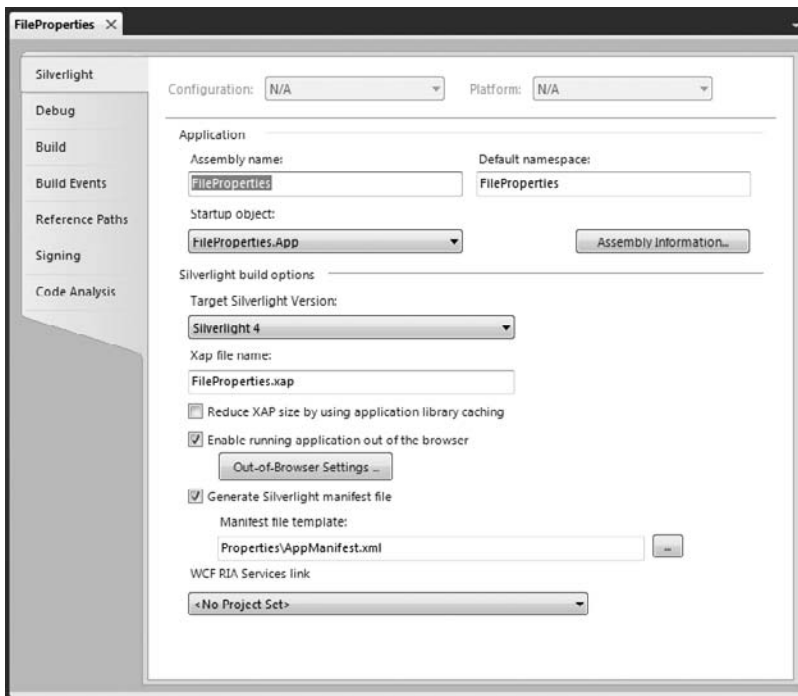 FileProperties
Silverlight
Debug
Build
Build Events
Reference Paths
Signing
Code Analysis
Configuration: N/A Platform: N/A
Application
Assembly name: Default namespace:
FileProperties FileProperties
Startup object:
FileProperties.App Assembly Information...
Silverlight build options
Target Silverlight Version:
Silverlight 4
Xap file name:
FileProperties.xap
Reduce XAP size by using application library caching
Enable running application out of the browser
Out-of-Browser Settings ...
Generate Silverlight manifest file
Manifest file template:
Properties\AppManifest.xml ...
WCF RIA Services link
<No Project Set>